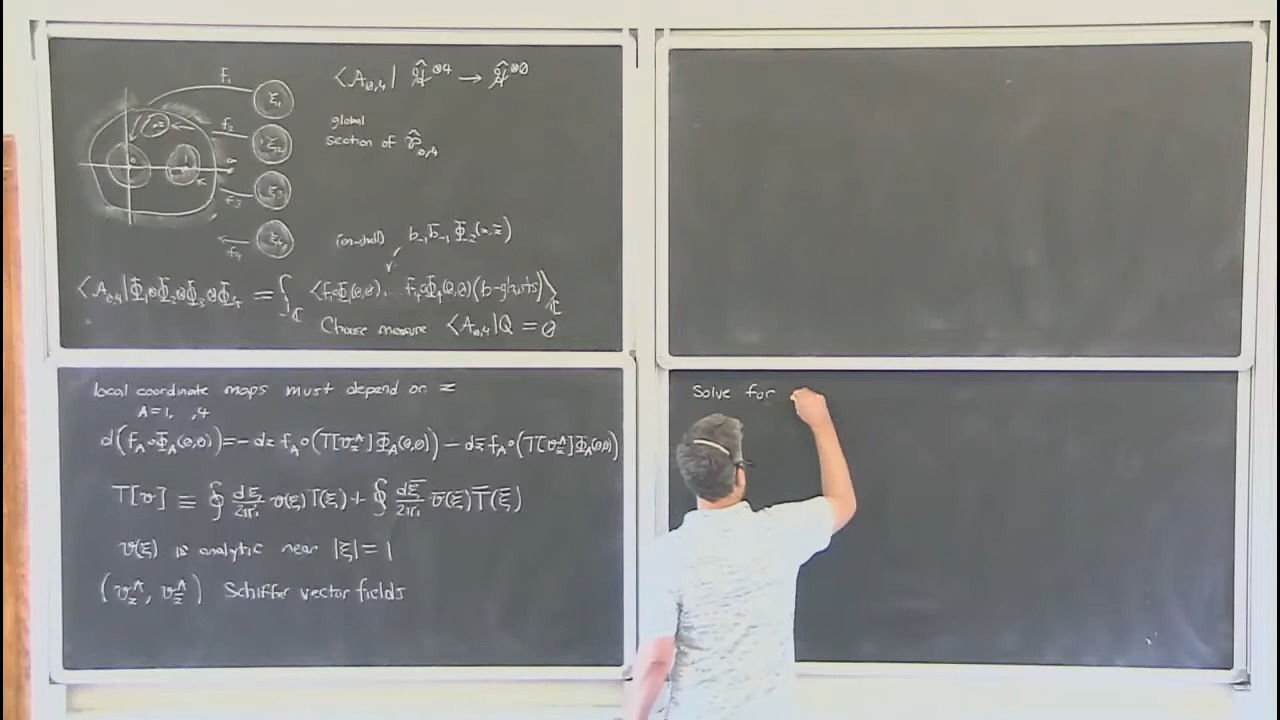 ⟨A₀,₄| Ĥ^⊗4 → Ĥ^⊗0
f₁
ξ₁
f₂
ξ₂
f₃
ξ₃
f₄
ξ₄
global
section of P̂₀,₄
(on-shell) b₋₁ b̄₋₁ Φ₂(z, z̄)
⟨A₀,₄|Φ₁⊗Φ₂⊗Φ₃⊗Φ₄ = ∫_ℂ ⟨f₁∘Φ₁(0,0) ... f₄∘Φ₄(0,0)(b-ghosts)⟩_ℂ
Choose measure ⟨A₀,₄|Q = 0
local coordinate maps must depend on z
A=1, ,4
d(f_A∘Φ_A(0,0)) = -dz f_A∘(T[v_z^A]Φ_A(0,0)) - dz̄ f_A∘(T[v_z̄^A]Φ_A(0,0))
T[v] ≡ ∮ dξ/2πi v(ξ)T(ξ) + ∮ dξ̄/2πi v̄(ξ̄)T̄(ξ̄)
v(ξ) is analytic near |ξ| = 1
(v_z^A, v_z̄^A) Schiffer vector fields
Solve for